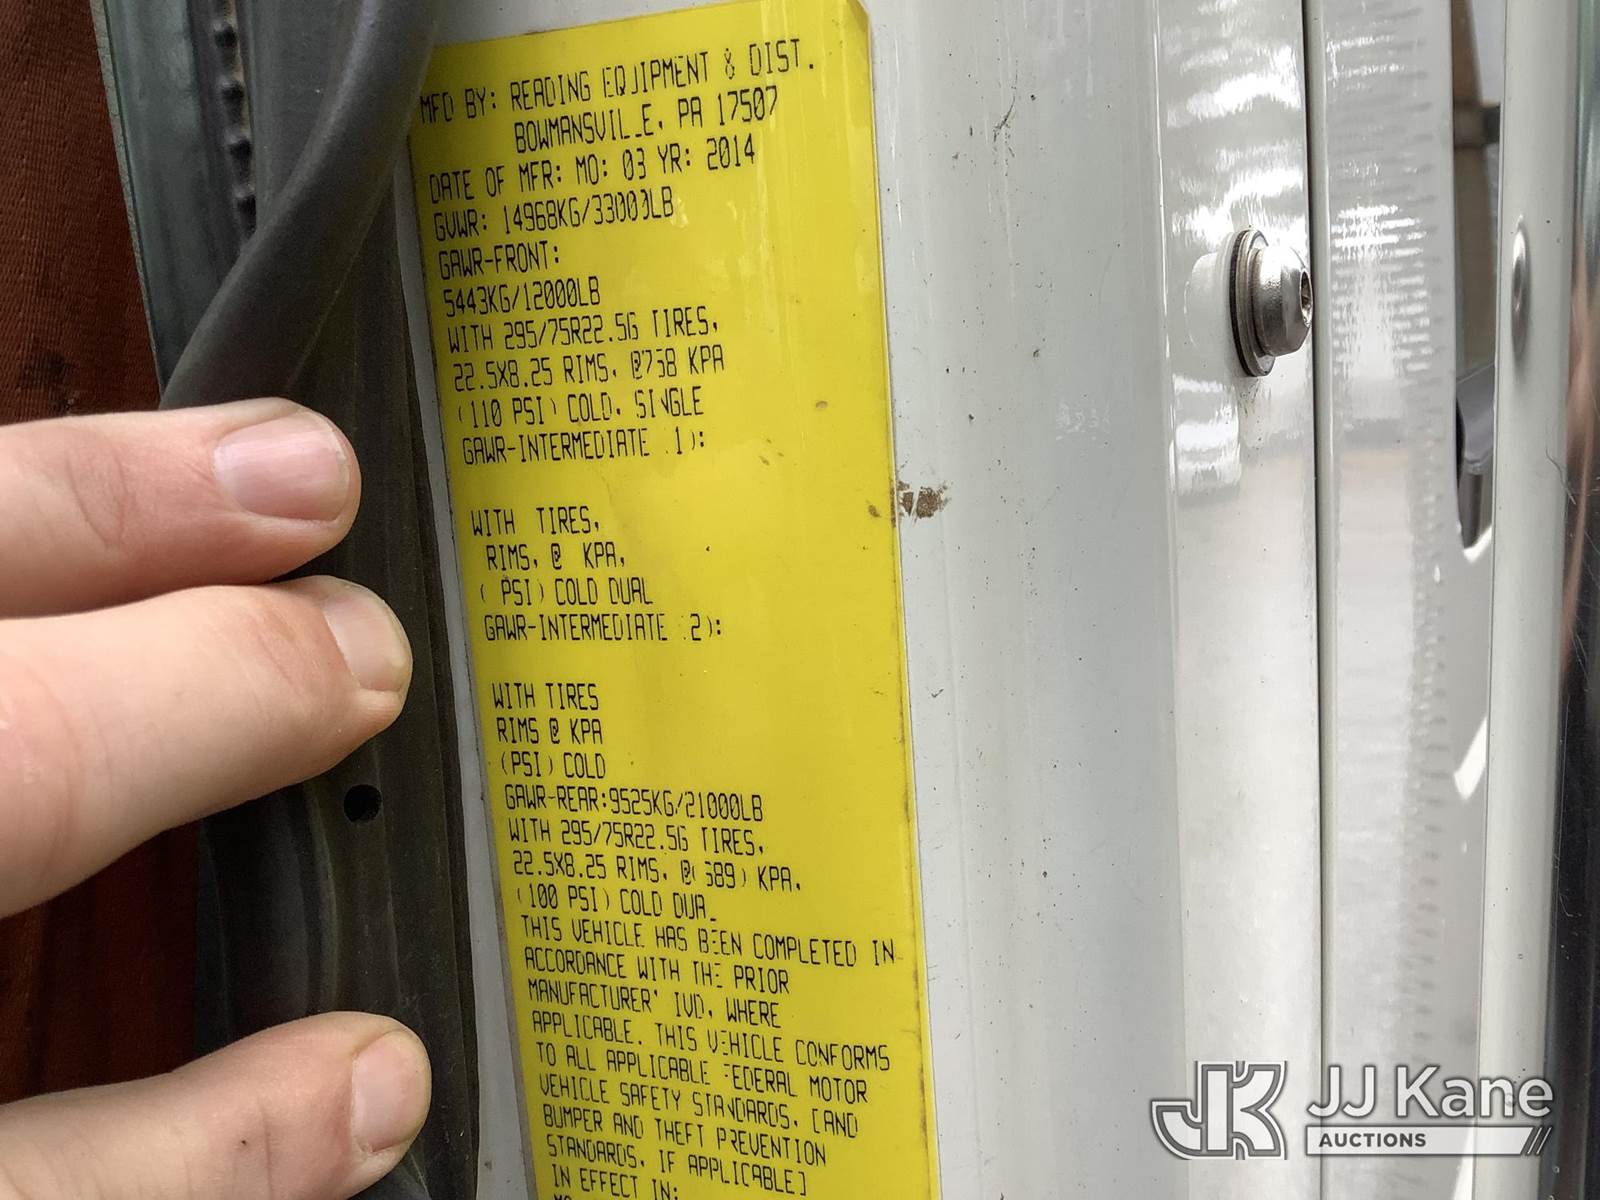 MFD BY: READING EQUIPMENT & DIST.
BOWMANSVILLE, PA 17507
DATE OF MFR: MO: 03 YR: 2014
GVWR: 14968KG/33000LB
GAWR-FRONT:
5443KG/12000LB
WITH 295/75R22.5G TIRES,
22.5X8.25 RIMS, @758 KPA
(110 PSI) COLD, SINGLE
GAWR-INTERMEDIATE (1):
WITH TIRES,
RIMS, @ KPA,
( PSI) COLD DUAL
GAWR-INTERMEDIATE (2):
WITH TIRES
RIMS @ KPA
(PSI) COLD
GAWR-REAR:9525KG/21000LB
WITH 295/75R22.5G TIRES,
22.5X8.25 RIMS, @(689) KPA,
(100 PSI) COLD DUAL
THIS VEHICLE HAS BEEN COMPLETED IN
ACCORDANCE WITH THE PRIOR
MANUFACTURER' IVD, WHERE
APPLICABLE. THIS VEHICLE CONFORMS
TO ALL APPLICABLE FEDERAL MOTOR
VEHICLE SAFETY STANDARDS, [AND
BUMPER AND THEFT PREVENTION
STANDARDS, IF APPLICABLE]
IN EFFECT IN:
JK JJ Kane
AUCTIONS